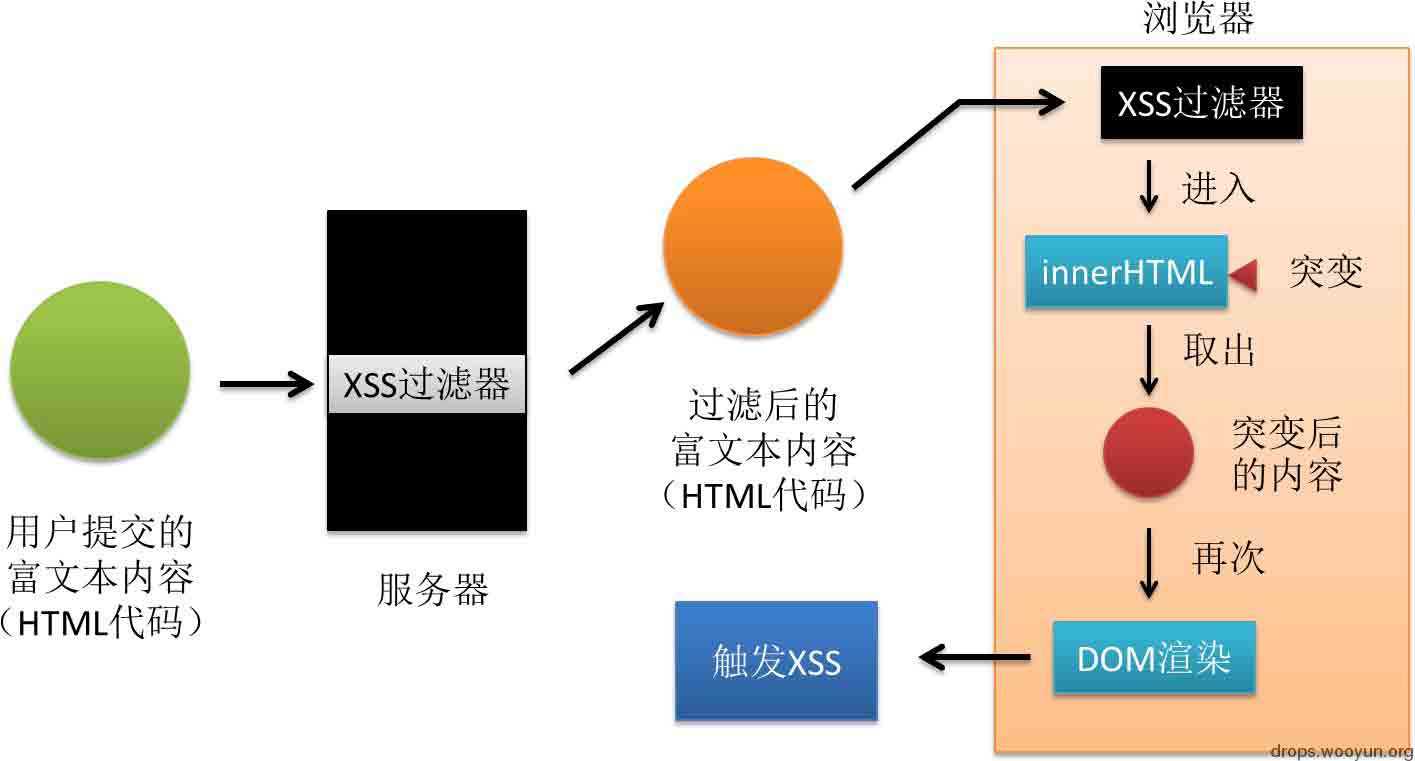 浏览器
XSS过滤器
进入
innerHTML
突变
取出
突变后
的内容
再次
DOM渲染
触发XSS
过滤后的
富文本内容
（HTML代码）
XSS过滤器
服务器
用户提交的
富文本内容
（HTML代码）
drops.wooyun.org